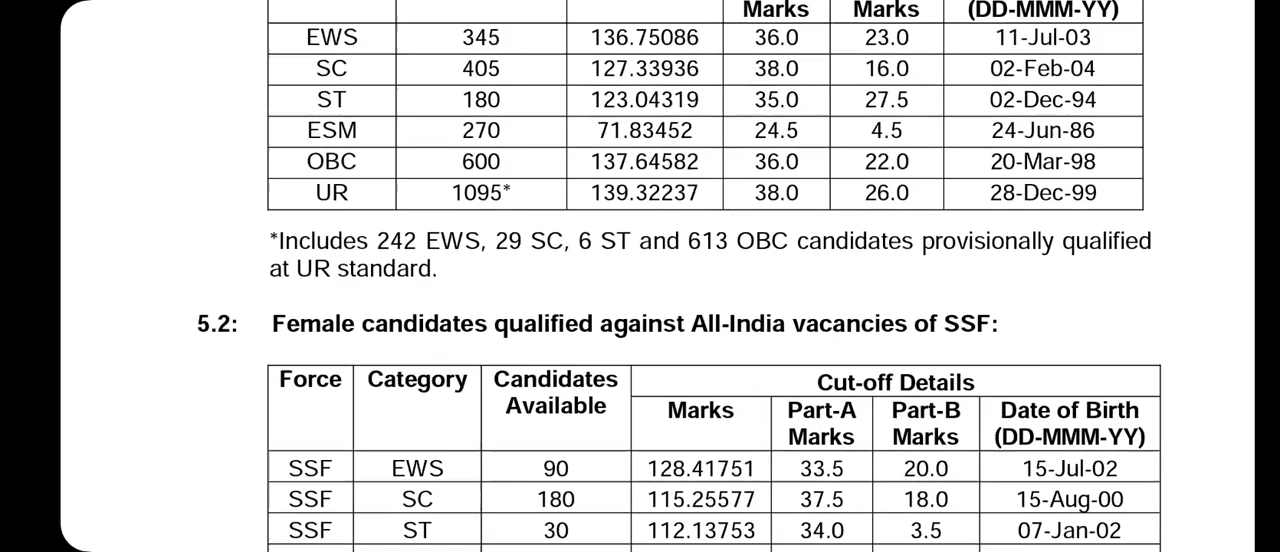 Marks Marks (DD-MMM-YY)
EWS 345 136.75086 36.0 23.0 11-Jul-03
SC 405 127.33936 38.0 16.0 02-Feb-04
ST 180 123.04319 35.0 27.5 02-Dec-94
ESM 270 71.83452 24.5 4.5 24-Jun-86
OBC 600 137.64582 36.0 22.0 20-Mar-98
UR 1095* 139.32237 38.0 26.0 28-Dec-99
*Includes 242 EWS, 29 SC, 6 ST and 613 OBC candidates provisionally qualified
at UR standard.
5.2: Female candidates qualified against All-India vacancies of SSF:
Force Category Candidates Cut-off Details
Available Marks Part-A Part-B Date of Birth
Marks Marks (DD-MMM-YY)
SSF EWS 90 128.41751 33.5 20.0 15-Jul-02
SSF SC 180 115.25577 37.5 18.0 15-Aug-00
SSF ST 30 112.13753 34.0 3.5 07-Jan-02